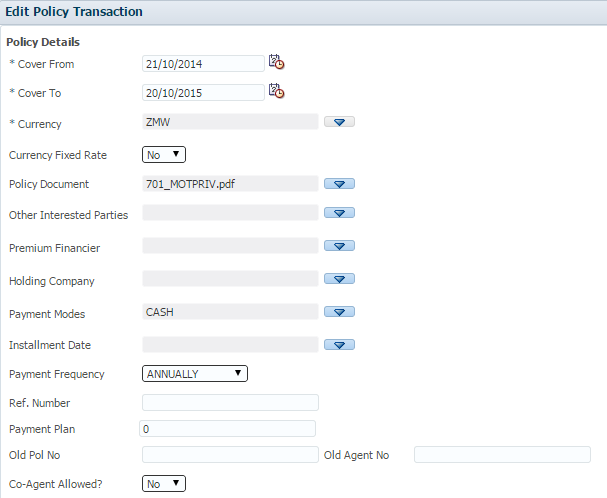 Edit Policy Transaction
Policy Details
* Cover From 21/10/2014
* Cover To 20/10/2015
* Currency ZMW
Currency Fixed Rate No
Policy Document 701_MOTPRIV.pdf
Other Interested Parties
Premium Financier
Holding Company
Payment Modes CASH
Installment Date
Payment Frequency ANNUALLY
Ref. Number
Payment Plan 0
Old Pol No Old Agent No
Co-Agent Allowed? No